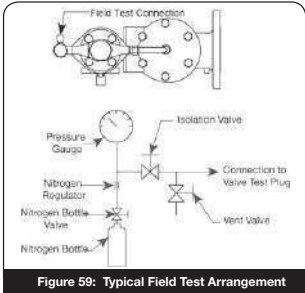 Field Test Connection
Isolation Valve
Pressure
Gauge
Connection to
Valve Test Plug
Nitrogen
Regulator
Nitrogen Bottle
Valve
Vent Valve
Nitrogen Bottle
Figure 59: Typical Field Test Arrangement